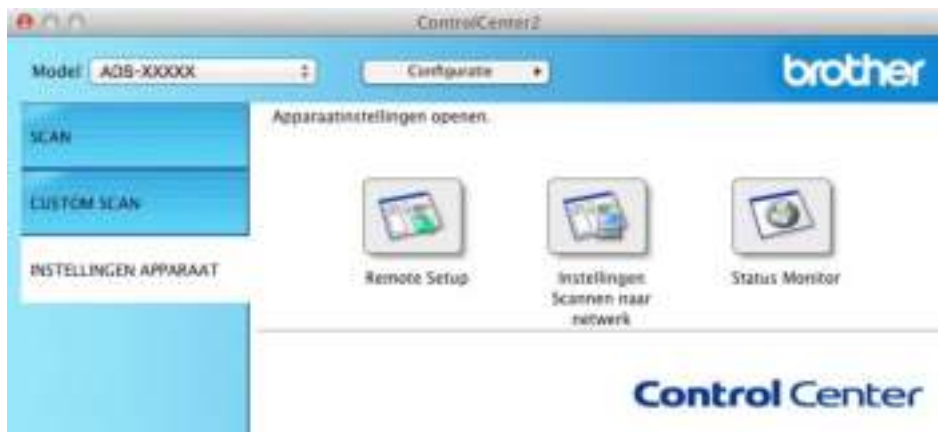 ControlCenter2
Model
ADS-XXXXX
Configuratie
brother
SCAN
CUSTOM SCAN
INSTELLINGEN APPARAAT
Apparaatinstellingen openen.
Remote Setup
Instellingen
Scannen naar
netwerk
Status Monitor
Control Center